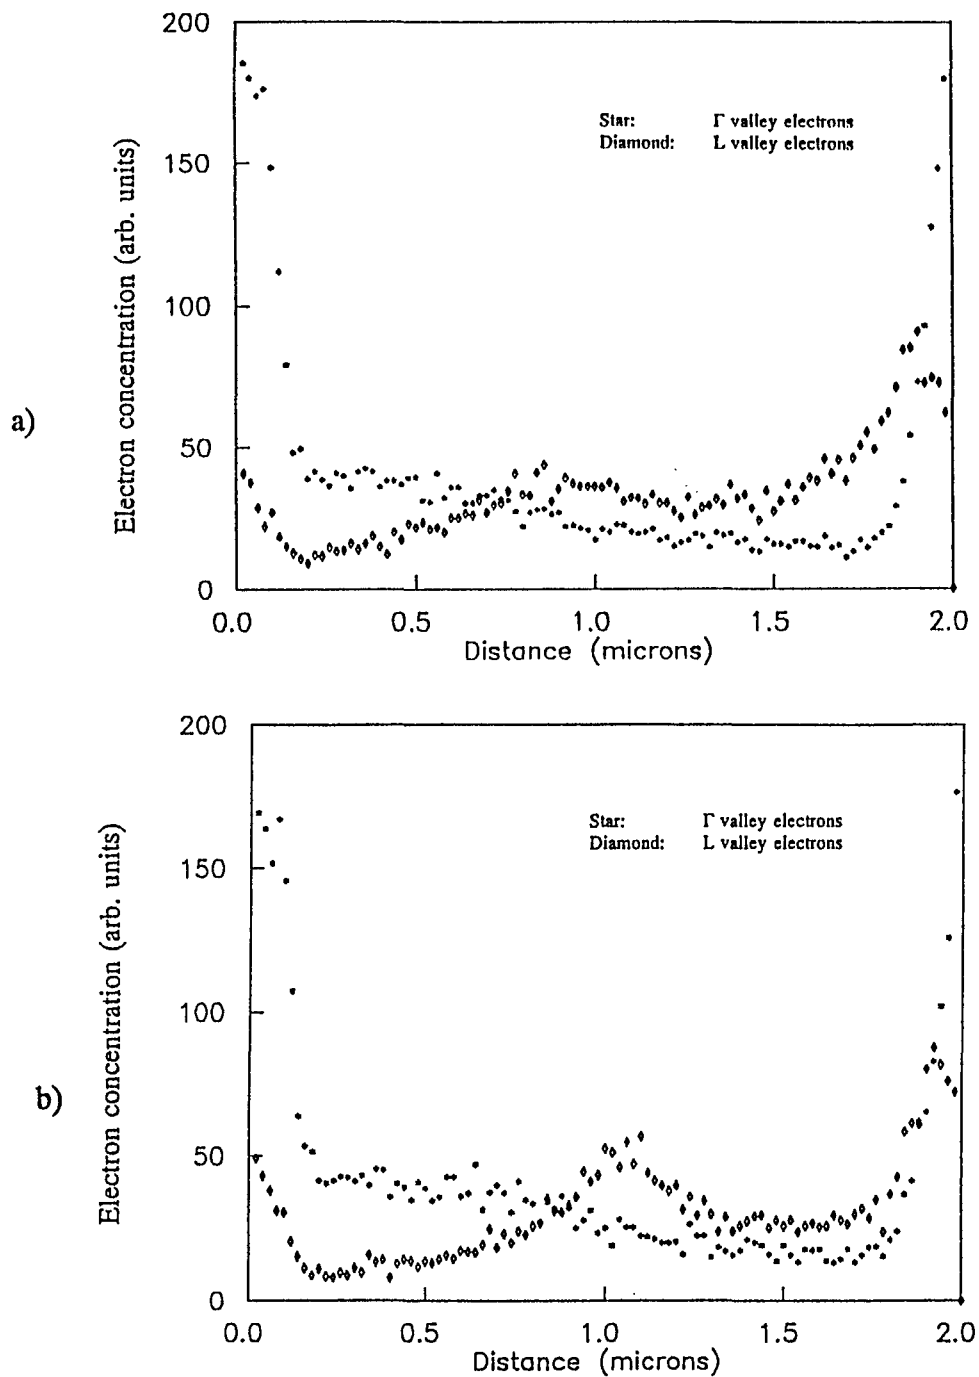 a)
Electron concentration (arb. units)
200
150
100
50
0
Star: Γ valley electrons
Diamond: L valley electrons
0.0 0.5 1.0 1.5 2.0
Distance (microns)
b)
Electron concentration (arb. units)
200
150
100
50
0
Star: Γ valley electrons
Diamond: L valley electrons
0.0 0.5 1.0 1.5 2.0
Distance (microns)